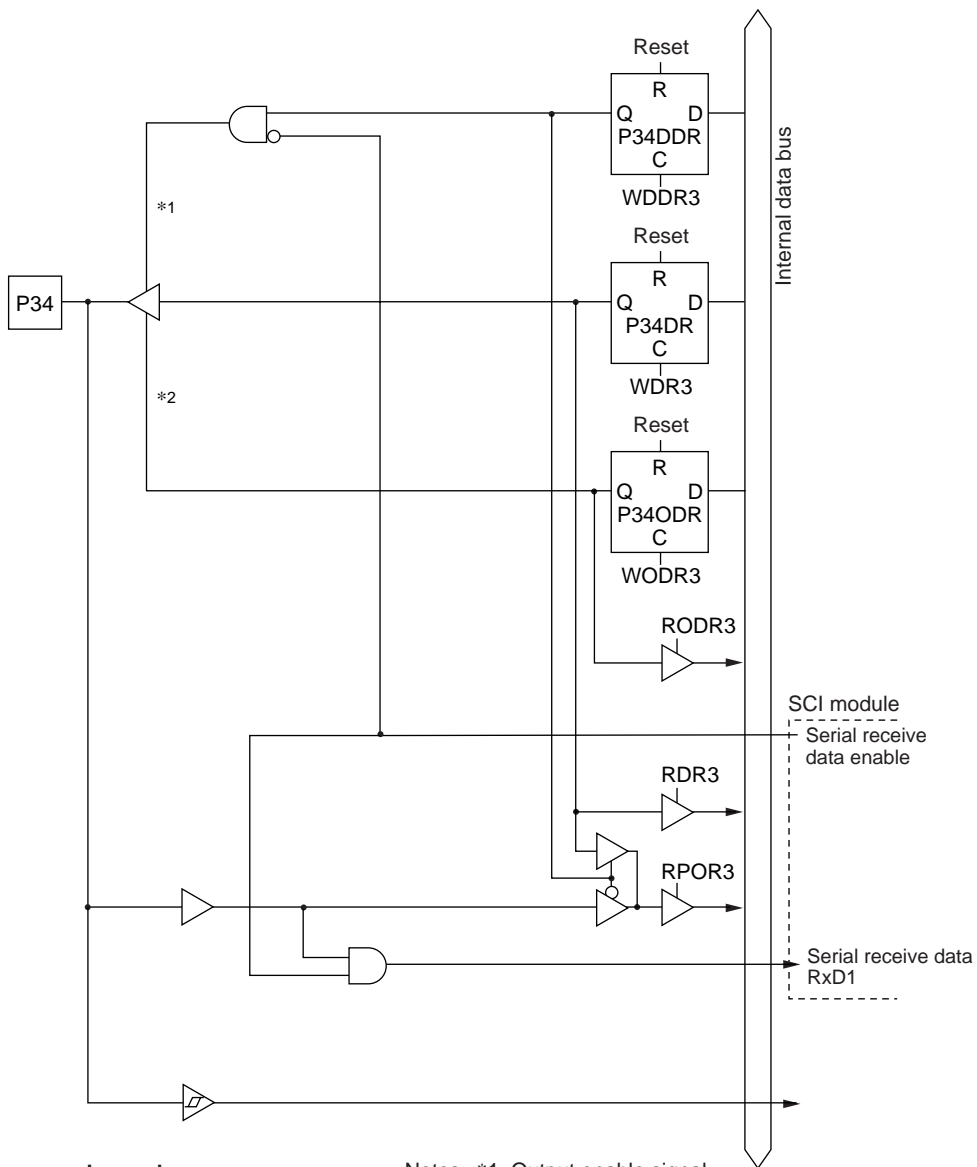 Reset
R
Q D
P34DDR
C
WDDR3
Internal data bus
*1
Reset
R
P34
Q D
P34DR
C
WDR3
*2
Reset
R
Q D
P34ODR
C
WODR3
RODR3
SCI module
Serial receive
data enable
RDR3
RPOR3
Serial receive data
RxD1
Notes: *1 Output enable signal